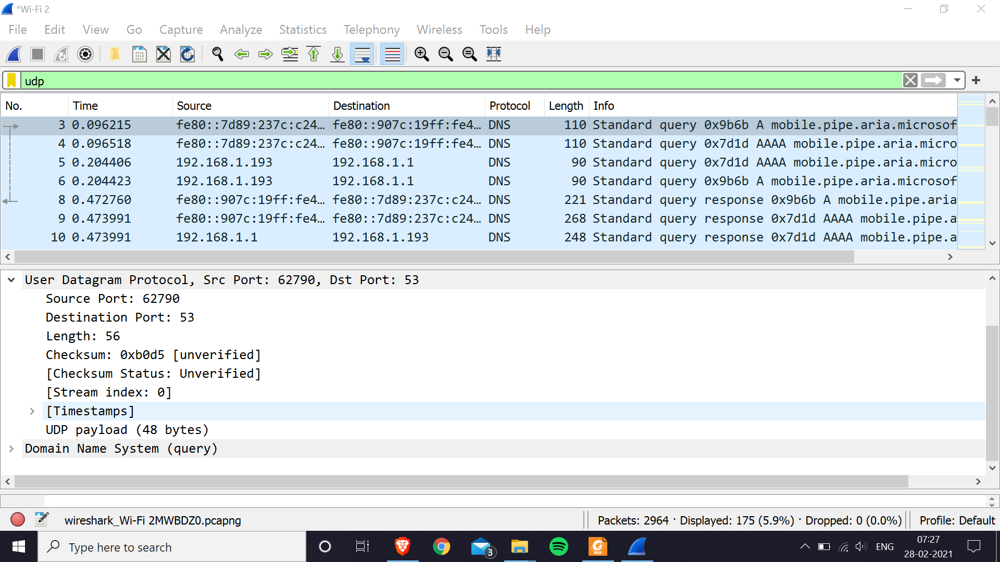 *Wi-Fi 2
File Edit View Go Capture Analyze Statistics Telephony Wireless Tools Help
udp
No. Time Source Destination Protocol Length Info
3 0.096215 fe80::7d89:237c:c24… fe80::907c:19ff:fe4… DNS 110 Standard query 0x9b6b A mobile.pipe.aria.microsof
4 0.096518 fe80::7d89:237c:c24… fe80::907c:19ff:fe4… DNS 110 Standard query 0x7d1d AAAA mobile.pipe.aria.micro
5 0.204406 192.168.1.193 192.168.1.1 DNS 90 Standard query 0x7d1d AAAA mobile.pipe.aria.micro
6 0.204423 192.168.1.193 192.168.1.1 DNS 90 Standard query 0x9b6b A mobile.pipe.aria.microsof
8 0.472760 fe80::907c:19ff:fe4… fe80::7d89:237c:c24… DNS 221 Standard query response 0x9b6b A mobile.pipe.aria
9 0.473991 fe80::907c:19ff:fe4… fe80::7d89:237c:c24… DNS 268 Standard query response 0x7d1d AAAA mobile.pipe.a
10 0.473991 192.168.1.1 192.168.1.193 DNS 248 Standard query response 0x7d1d AAAA mobile.pipe.a
User Datagram Protocol, Src Port: 62790, Dst Port: 53
Source Port: 62790
Destination Port: 53
Length: 56
Checksum: 0xb0d5 [unverified]
[Checksum Status: Unverified]
[Stream index: 0]
[Timestamps]
UDP payload (48 bytes)
Domain Name System (query)
wireshark_Wi-Fi 2MWBDZ0.pcapng Packets: 2964 · Displayed: 175 (5.9%) · Dropped: 0 (0.0%) Profile: Default
Type here to search 3 PDF ENG 07:27
28-02-2021